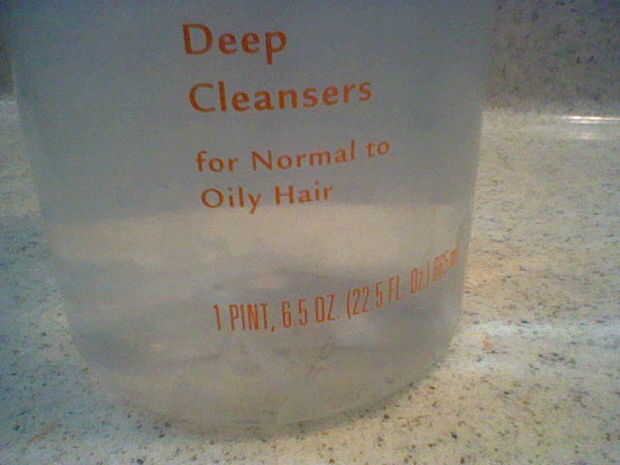 Deep
Cleansers
for Normal to
Oily Hair
1 PINT, 6.5 OZ. (22.5 FL. OZ.)